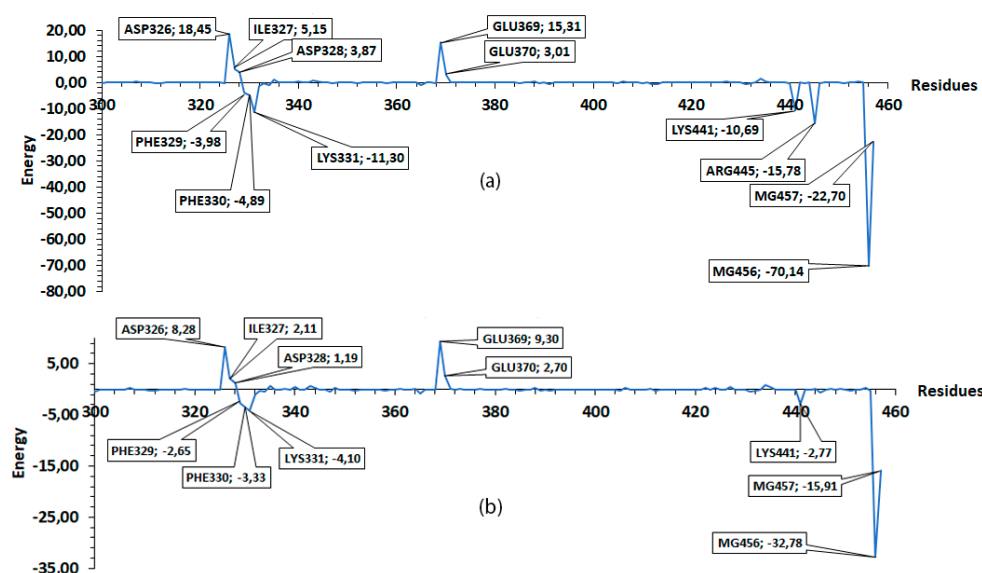 ASP326; 18,45
ILE327; 5,15
ASP328; 3,87
GLU369; 15,31
GLU370; 3,01
20,00
10,00
0,00
-10,00
-20,00
-30,00
-40,00
-50,00
-60,00
-70,00
-80,00
Energy
300 320 340 360 380 400 420 440 460
Residues
PHE329; -3,98
PHE330; -4,89
LYS331; -11,30
LYS441; -10,69
ARG445; -15,78
MG457; -22,70
MG456; -70,14
(a)
ASP326; 8,28
ILE327; 2,11
ASP328; 1,19
GLU369; 9,30
GLU370; 2,70
5,00
-5,00
-15,00
-25,00
-35,00
Energy
300 320 340 360 380 400 420 440 460
Residues
PHE329; -2,65
PHE330; -3,33
LYS331; -4,10
LYS441; -2,77
MG457; -15,91
MG456; -32,78
(b)